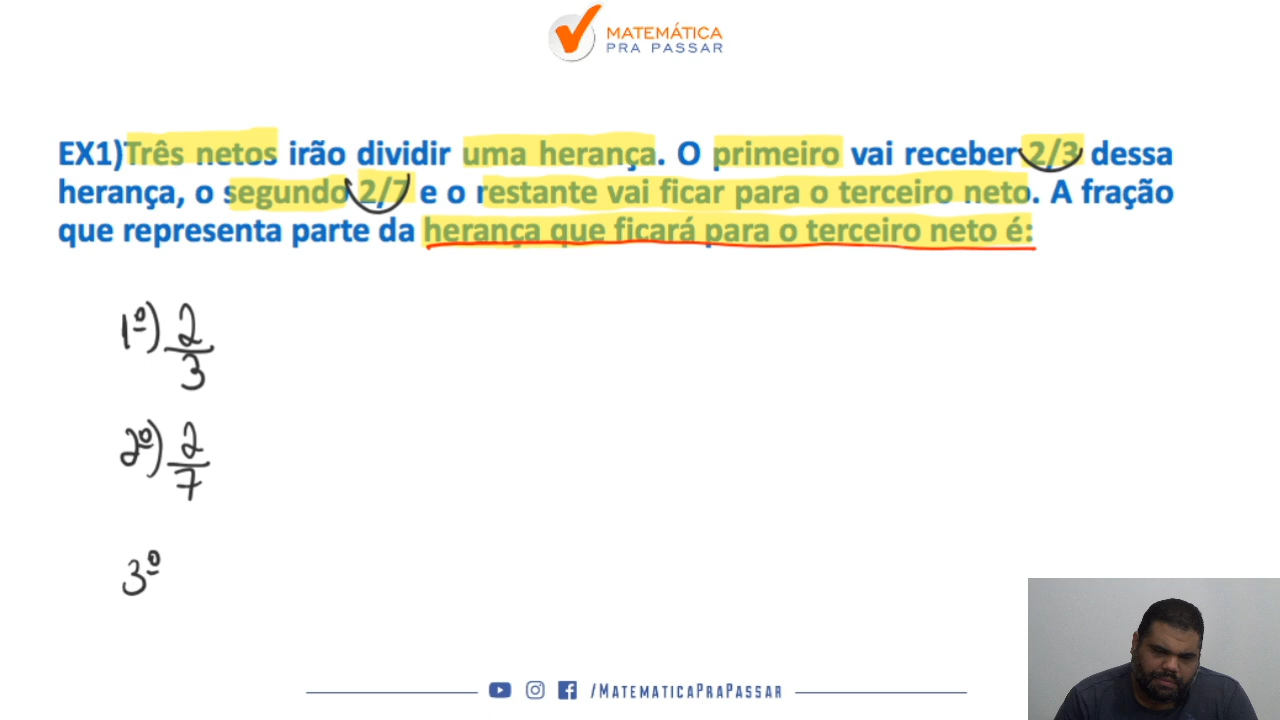 MATEMÁTICA
PRA PASSAR
EX1)Três netos irão dividir uma herança. O primeiro vai receber 2/3 dessa
herança, o segundo 2/7 e o restante vai ficar para o terceiro neto. A fração
que representa parte da herança que ficará para o terceiro neto é:
1º) 2/3
2º) 2/7
3º
/MATEMATICAPRAPASSAR